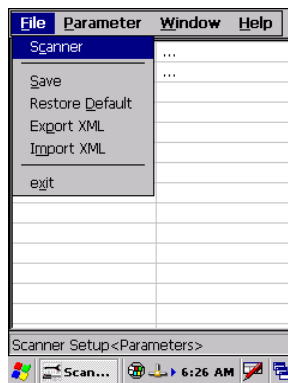 File Parameter Window Help
Scanner
...
...
Save
Restore Default
Export XML
Import XML
exit
Scanner Setup<Parameters>
Scan... 6:26 AM